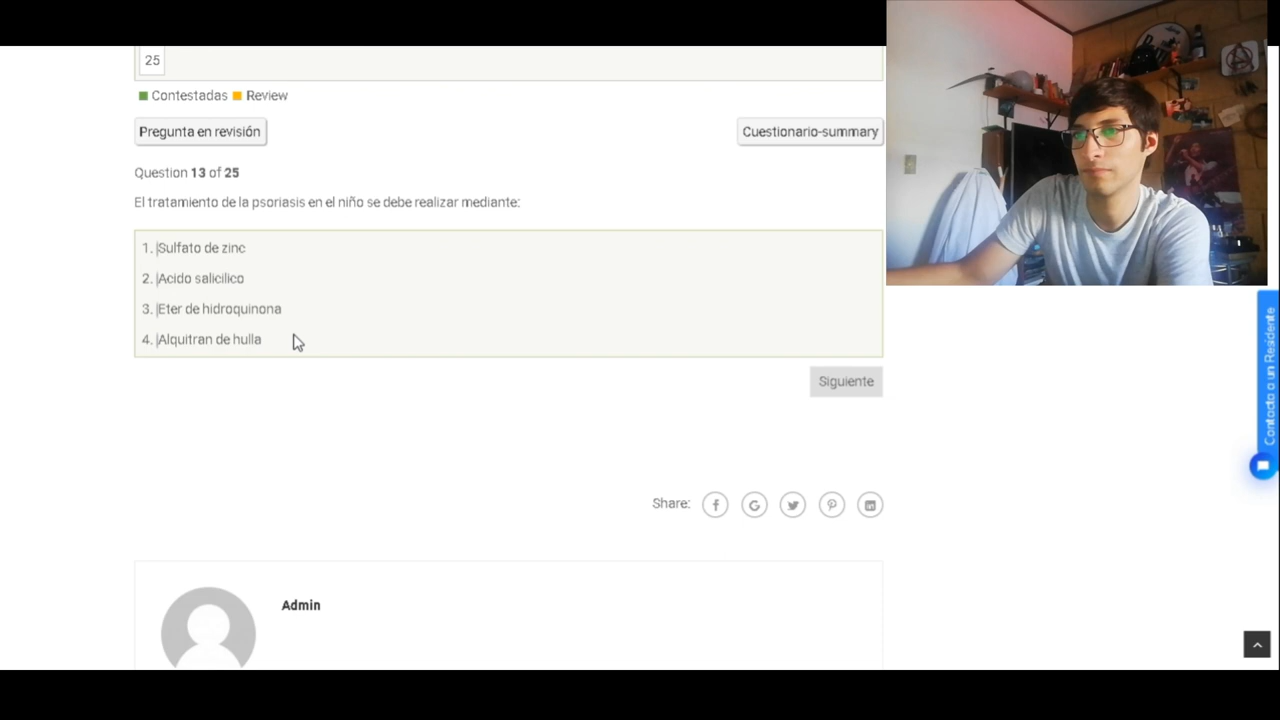 25
Contestadas Review
Pregunta en revisión
Cuestionario-summary
Question 13 of 25
El tratamiento de la psoriasis en el niño se debe realizar mediante:
1. Sulfato de zinc
2. Acido salicilico
3. Eter de hidroquinona
4. Alquitran de hulla
Siguiente
Share:
Admin
Contacto a un Residente